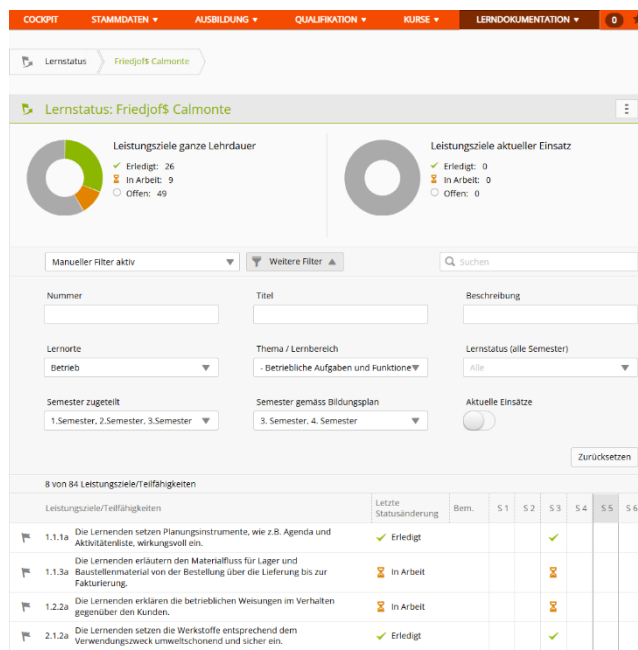 COCKPIT STAMMDATEN AUSBILDUNG QUALIFIKATION KURSE LERNDOKUMENTATION 0
Lernstatus Friedjof$ Calmonte
Lernstatus: Friedjof$ Calmonte
Leistungsziele ganze Lehrdauer
Erledigt: 26
In Arbeit: 9
Offen: 49
Leistungsziele aktueller Einsatz
Erledigt: 0
In Arbeit: 0
Offen: 0
Manueller Filter aktiv Weitere Filter Suchen
Nummer Titel Beschreibung
Lernorte Thema / Lernbereich Lernstatus (alle Semester)
Betrieb - Betriebliche Aufgaben und Funktione Alle
Semester zugeteilt Semester gemäss Bildungsplan Aktuelle Einsätze
1.Semester, 2.Semester, 3.Semester 3. Semester, 4. Semester
Zurücksetzen
8 von 84 Leistungsziele/Teilfähigkeiten
Leistungsziele/Teilfähigkeiten Letzte Statusänderung Bem. S 1 S 2 S 3 S 4 S 5 S 6
1.1.1a Die Lernenden setzen Planungsinstrumente, wie z.B. Agenda und
Aktivitätenliste, wirkungsvoll ein.
Erledigt
1.1.3a Die Lernenden erläutern den Materialfluss für Lager und
Baustellenmaterial von der Bestellung über die Lieferung bis zur
Fakturierung.
In Arbeit
1.2.2a Die Lernenden erklären die betrieblichen Weisungen im Verhalten
gegenüber den Kunden.
In Arbeit
2.1.2a Die Lernenden setzen die Werkstoffe entsprechend dem
Verwendungszweck umweltschonend und sicher ein.
Erledigt